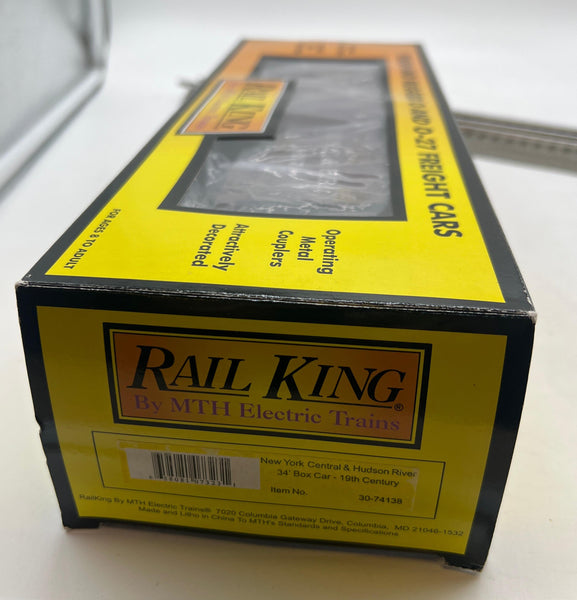 RAIL KING
O AND O-27 FREIGHT CARS
Operating
Metal
Couplers
Attractively
Decorated
FOR AGES 8 TO ADULT
RAIL KING®
By MTH Electric Trains
New York Central & Hudson River
34' Box Car - 19th Century
Item No. 30-74138
RailKing By MTH Electric Trains® 7020 Columbia Gateway Drive, Columbia, MD 21046-1532
Made and Litho in China To MTH's Standards and Specifications